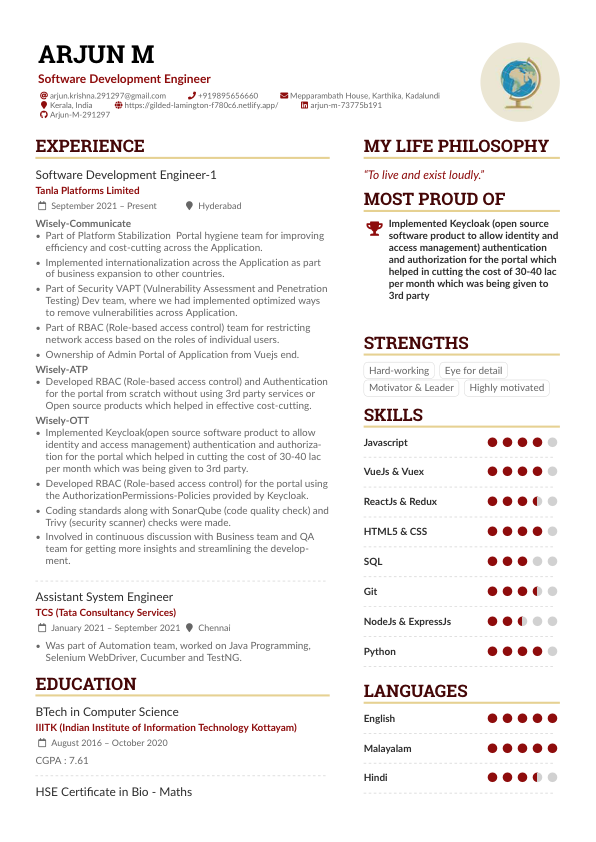 ARJUN M
Software Development Engineer
arjun.krishna.291297@gmail.com +919895656660 Mepparambath House, Karthika, Kadalundi
Kerala, India https://gilded-lamington-f780c6.netlify.app/ arjun-m-73775b191
Arjun-M-291297
EXPERIENCE
Software Development Engineer-1
Tanla Platforms Limited
September 2021 – Present Hyderabad
Wisely-Communicate
• Part of Platform Stabilization Portal hygiene team for improving
efficiency and cost-cutting across the Application.
• Implemented internationalization across the Application as part
of business expansion to other countries.
• Part of Security VAPT (Vulnerability Assessment and Penetration
Testing) Dev team, where we had implemented optimized ways
to remove vulnerabilities across Application.
• Part of RBAC (Role-based access control) team for restricting
network access based on the roles of individual users.
• Ownership of Admin Portal of Application from Vuejs end.
Wisely-ATP
• Developed RBAC (Role-based access control) and Authentication
for the portal from scratch without using 3rd party services or
Open source products which helped in effective cost-cutting.
Wisely-OTT
• Implemented Keycloak(open source software product to allow
identity and access management) authentication and authoriza-
tion for the portal which helped in cutting the cost of 30-40 lac
per month which was being given to 3rd party.
• Developed RBAC (Role-based access control) for the portal using
the AuthorizationPermissions-Policies provided by Keycloak.
• Coding standards along with SonarQube (code quality check) and
Trivy (security scanner) checks were made.
• Involved in continuous discussion with Business team and QA
team for getting more insights and streamlining the develop-
ment.
Assistant System Engineer
TCS (Tata Consultancy Services)
January 2021 – September 2021 Chennai
• Was part of Automation team, worked on Java Programming,
Selenium WebDriver, Cucumber and TestNG.
EDUCATION
BTech in Computer Science
IIITK (Indian Institute of Information Technology Kottayam)
August 2016 – October 2020
CGPA : 7.61
HSE Certificate in Bio - Maths
MY LIFE PHILOSOPHY
“To live and exist loudly.”
MOST PROUD OF
Implemented Keycloak (open source
software product to allow identity and
access management) authentication
and authorization for the portal which
helped in cutting the cost of 30-40 lac
per month which was being given to
3rd party
STRENGTHS
Hard-working Eye for detail
Motivator & Leader Highly motivated
SKILLS
Javascript
VueJs & Vuex
ReactJs & Redux
HTML5 & CSS
SQL
Git
NodeJs & ExpressJs
Python
LANGUAGES
English
Malayalam
Hindi